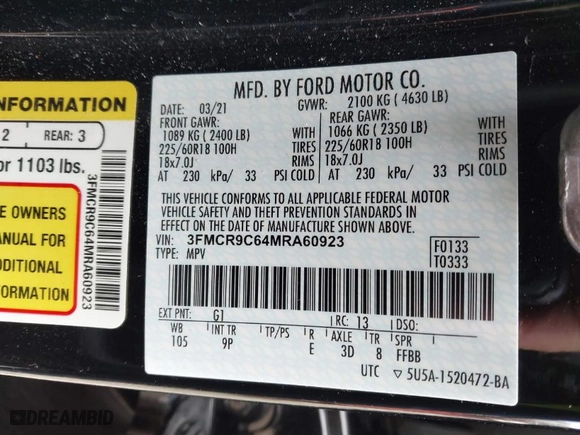 INFORMATION
2 REAR: 3
or 1103 lbs.
E OWNERS
ANUAL FOR
DDITIONAL
FORMATION
3FMCR9C64MRA60923
MFD. BY FORD MOTOR CO.
DATE: 03/21 GVWR: 2100 KG ( 4630 LB)
FRONT GAWR: REAR GAWR:
1089 KG ( 2400 LB) WITH 1066 KG ( 2350 LB) WITH
225/60R18 100H TIRES 225/60R18 100H TIRES
18x7.0J RIMS 18x7.0J RIMS
AT 230 kPa/ 33 PSI COLD AT 230 kPa/ 33 PSI COLD
THIS VEHICLE CONFORMS TO ALL APPLICABLE FEDERAL MOTOR
VEHICLE SAFETY AND THEFT PREVENTION STANDARDS IN
EFFECT ON THE DATE OF MANUFACTURE SHOWN ABOVE.
VIN: 3FMCR9C64MRA60923
TYPE: MPV
F0133
T0333
EXT PNT: G1 RC: 13 DSO:
WB INT TR TP/PS R AXLE TR SPR
105 9P E 3D 8 FFBB
UTC ▽ 5U5A-1520472-BA
DREAMBID